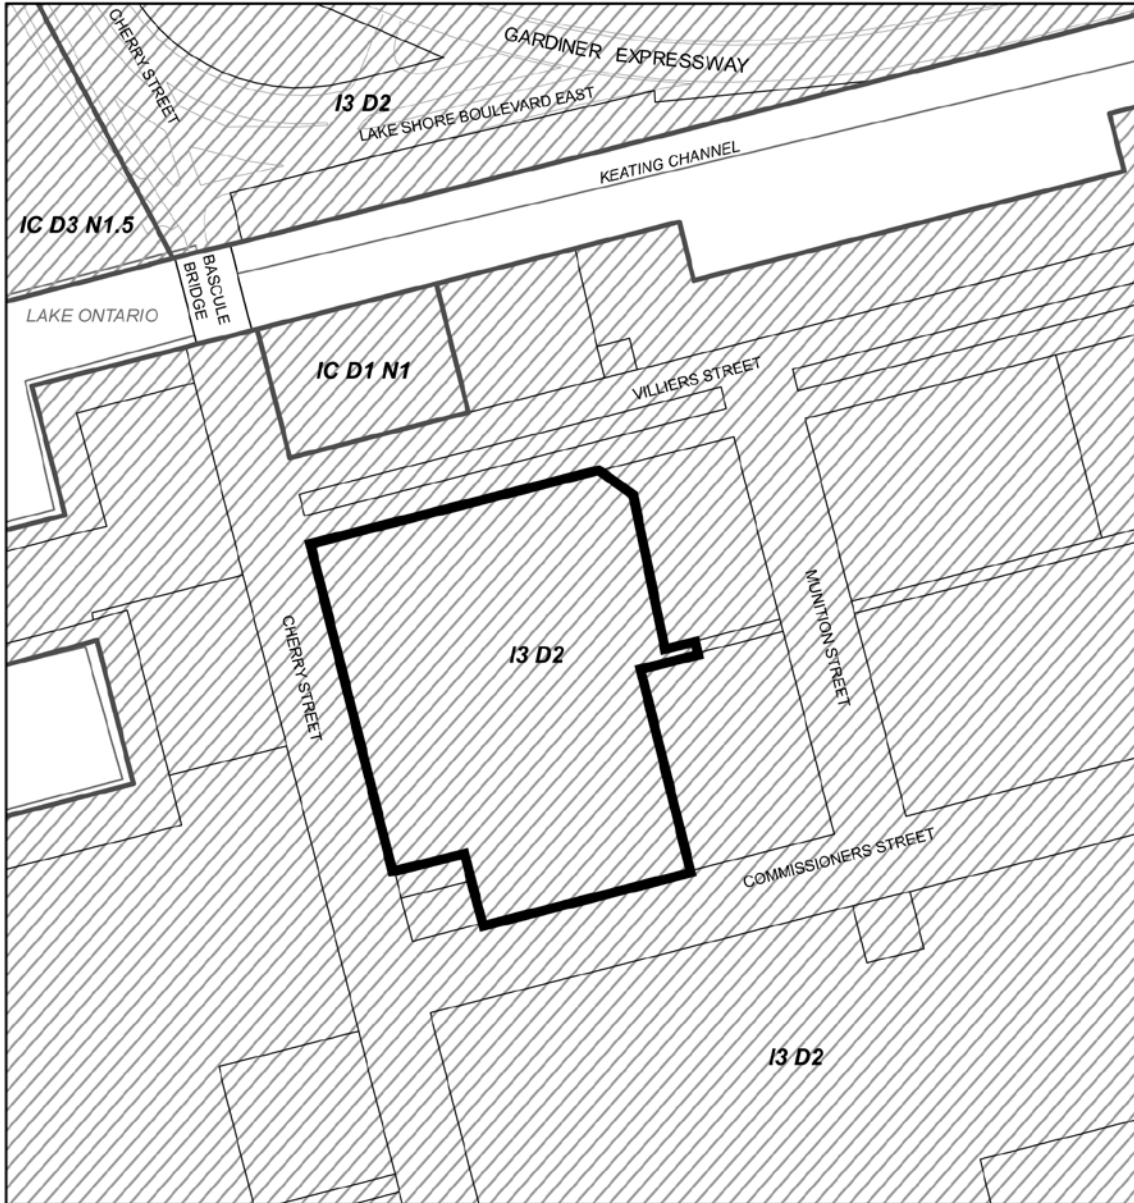 CHERRY STREET
GARDINER EXPRESSWAY
I3 D2
LAKE SHORE BOULEVARD EAST
KEATING CHANNEL
IC D3 N1.5
BASCULE
BRIDGE
LAKE ONTARIO
IC D1 N1
VILLIERS STREET
MUNITION STREET
CHERRY STREET
I3 D2
COMMISSIONERS STREET
I3 D2